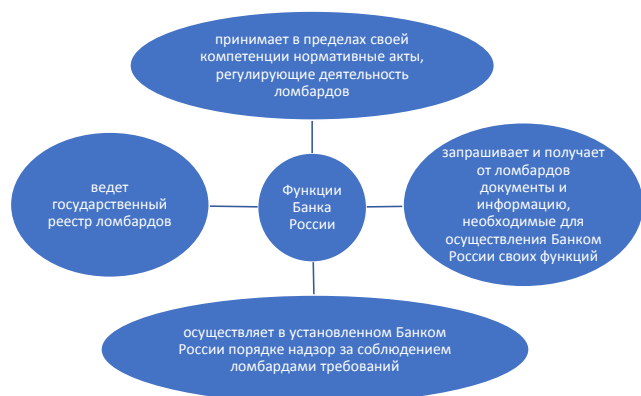 принимает в пределах своей
компетенции нормативные акты,
регулирующие деятельность
ломбардов
ведет
государственный
реестр ломбардов
Функции
Банка
России
запрашивает и получает
от ломбардов
документы и
информацию,
необходимые для
осуществления Банком
России своих функций
осуществляет в установленном Банком
России порядке надзор за соблюдением
ломбардами требований